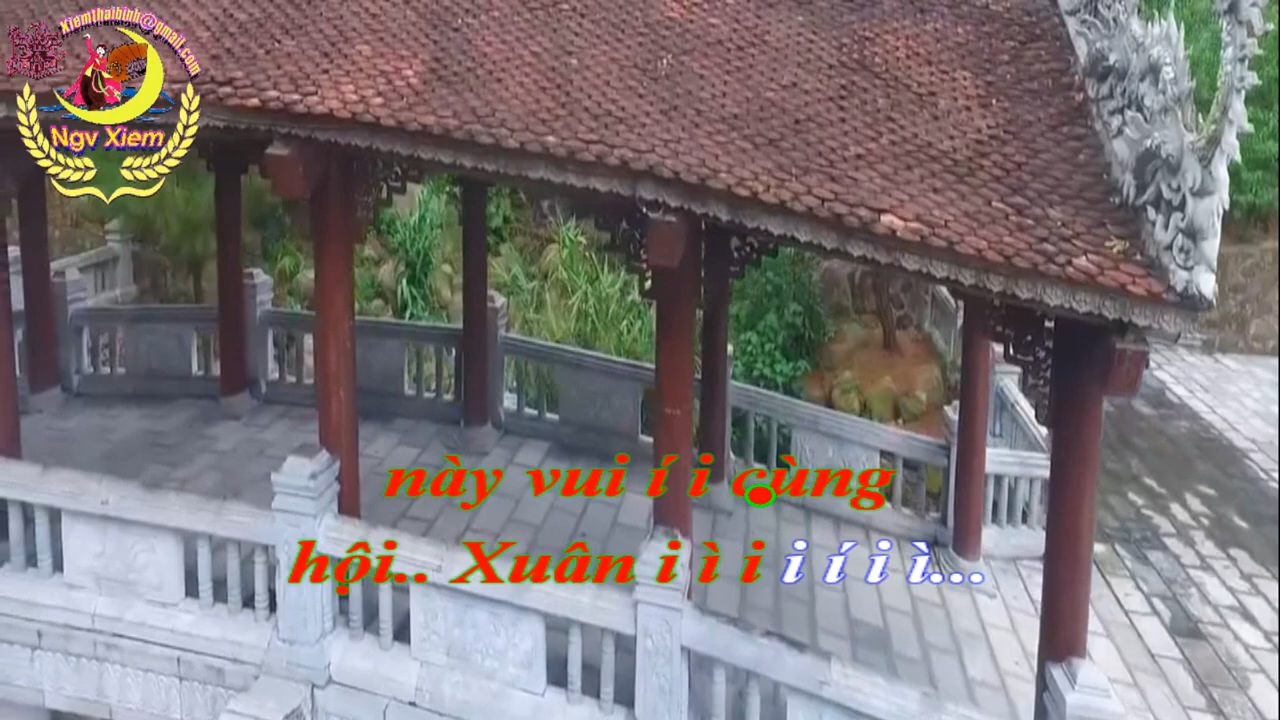 Xiemthaibinh@gmail.com
Ngv Xiem
này vui í i cùng
hội.. Xuân i ì i i í i ì...